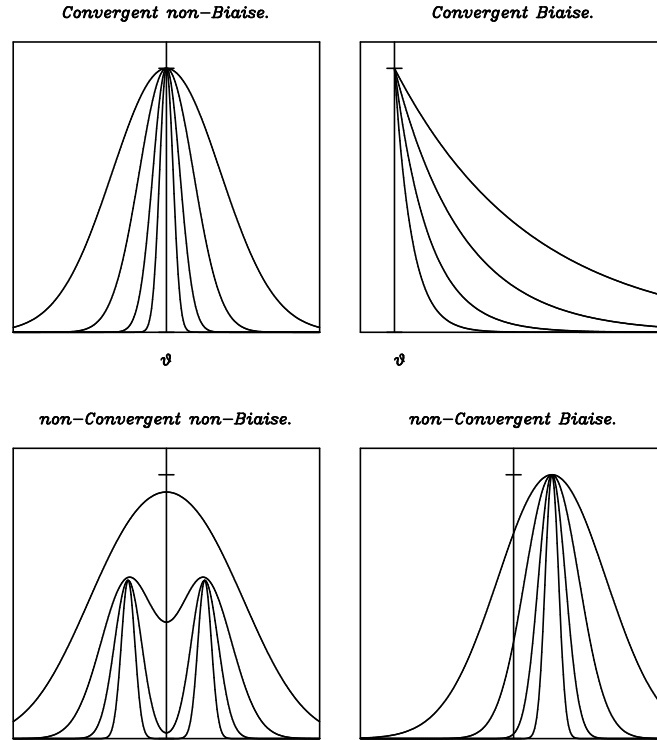 Convergent non-Biaise.
Convergent Biaise.
ϑ
ϑ
non-Convergent non-Biaise.
non-Convergent Biaise.